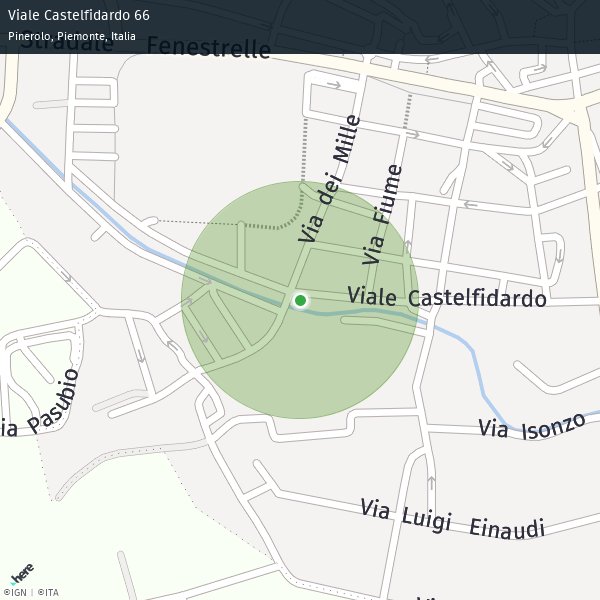 Viale Castelfidardo 66
Pinerolo, Piemonte, Italia
Stradale Fenestrelle
Via dei Mille
Via Fiume
Viale Castelfidardo
ia Pasubio
Via Isonzo
Via Luigi Einaudi
here
©IGN | ©ITA